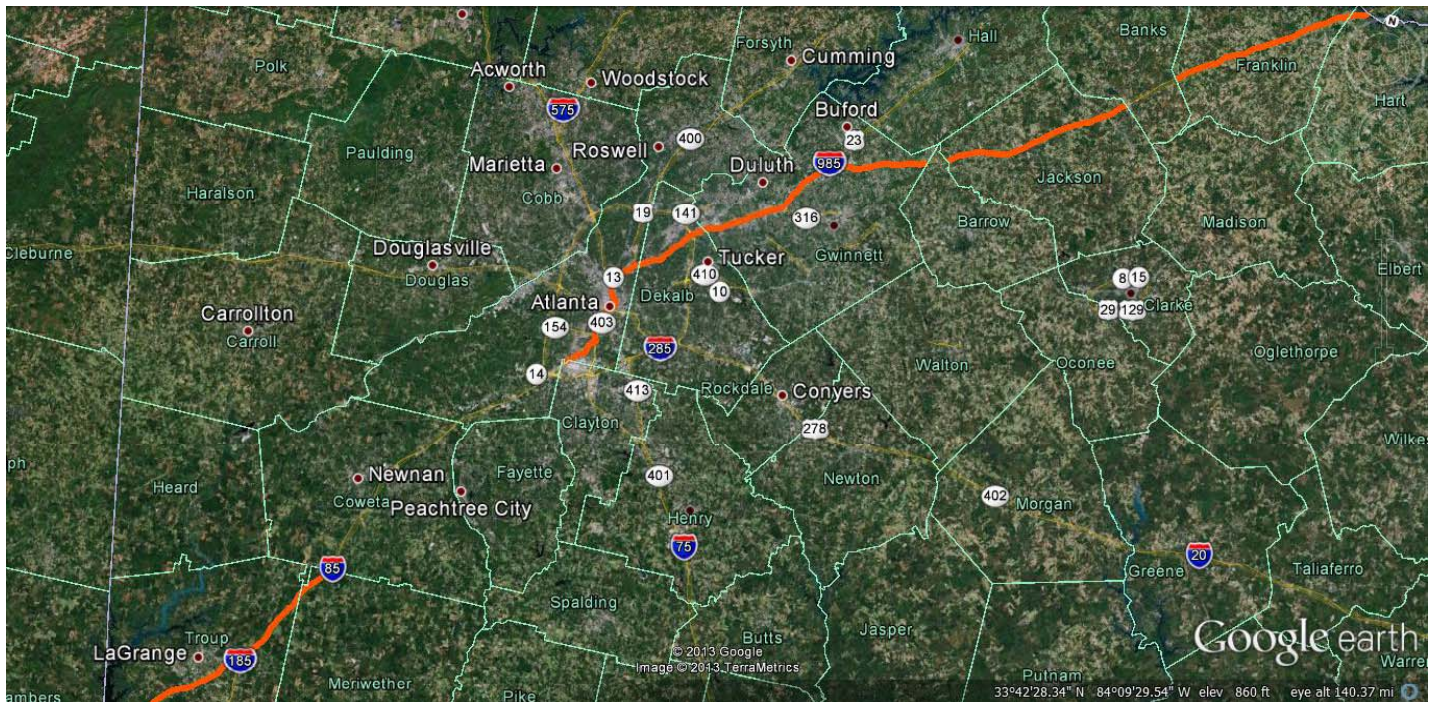 Polk
Acworth
Woodstock
Forsyth
Cumming
Hall
Banks
N
Franklin
Hart
575
Buford
23
Paulding
Roswell
400
Marietta
Duluth
985
Haralson
Cobb
Jackson
19
141
316
Barrow
Madison
Cleburne
Douglasville
Douglas
13
Tucker
410
Gwinnett
Elbert
10
Dekalb
8
15
Atlanta
Carrollton
Carroll
154
403
29
129
Clarke
285
Oglethorpe
14
Rockdale
Conyers
Walton
Oconee
413
Clayton
278
Wilke
ph
Newnan
Fayette
401
Heard
Coweta
Peachtree City
Newton
402
Morgan
Henry
85
75
20
Greene
Taliaferro
Spalding
Troup
Butts
Jasper
Google earth
LaGrange
185
© 2013 Google
Image © 2013 TerraMetrics
Warre
Meriwether
Pike
Putnam
ambers
33°42'28.34" N 84°09'29.54" W elev 860 ft eye alt 140.37 mi